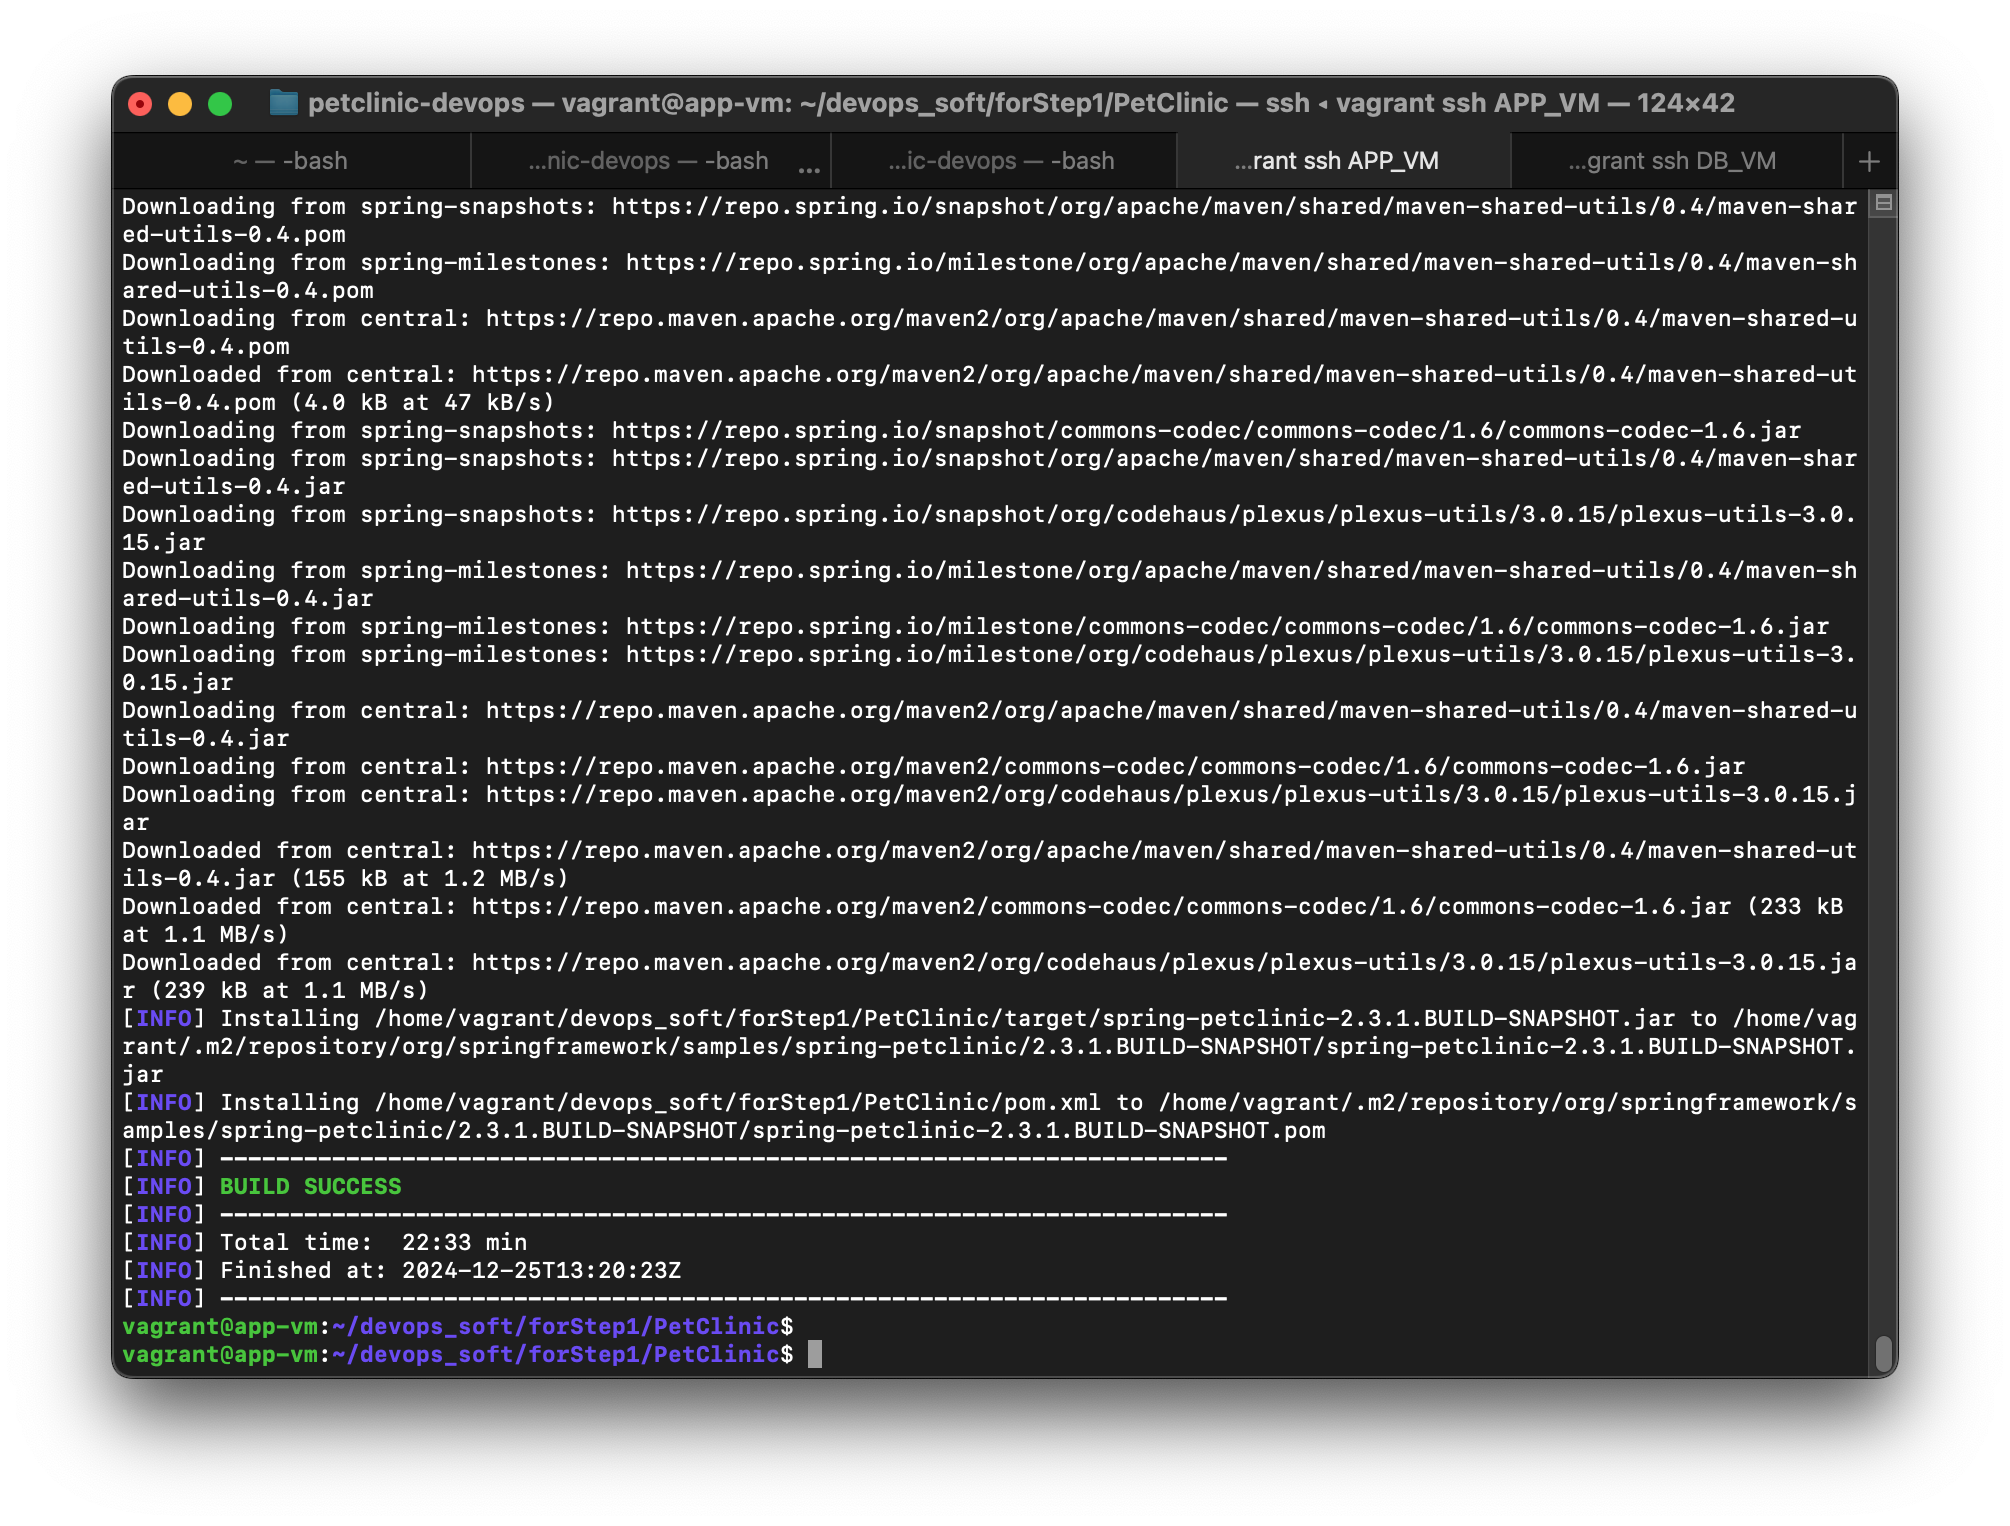 petclinic-devops — vagrant@app-vm: ~/devops_soft/forStep1/PetClinic — ssh ◂ vagrant ssh APP_VM — 124×42
~ — -bash
...nic-devops — -bash ...
...ic-devops — -bash
...rant ssh APP_VM
...grant ssh DB_VM
+
Downloading from spring-snapshots: https://repo.spring.io/snapshot/org/apache/maven/shared/maven-shared-utils/0.4/maven-shar
ed-utils-0.4.pom
Downloading from spring-milestones: https://repo.spring.io/milestone/org/apache/maven/shared/maven-shared-utils/0.4/maven-sh
ared-utils-0.4.pom
Downloading from central: https://repo.maven.apache.org/maven2/org/apache/maven/shared/maven-shared-utils/0.4/maven-shared-u
tils-0.4.pom
Downloaded from central: https://repo.maven.apache.org/maven2/org/apache/maven/shared/maven-shared-utils/0.4/maven-shared-ut
ils-0.4.pom (4.0 kB at 47 kB/s)
Downloading from spring-snapshots: https://repo.spring.io/snapshot/commons-codec/commons-codec/1.6/commons-codec-1.6.jar
Downloading from spring-snapshots: https://repo.spring.io/snapshot/org/apache/maven/shared/maven-shared-utils/0.4/maven-shar
ed-utils-0.4.jar
Downloading from spring-snapshots: https://repo.spring.io/snapshot/org/codehaus/plexus/plexus-utils/3.0.15/plexus-utils-3.0.
15.jar
Downloading from spring-milestones: https://repo.spring.io/milestone/org/apache/maven/shared/maven-shared-utils/0.4/maven-sh
ared-utils-0.4.jar
Downloading from spring-milestones: https://repo.spring.io/milestone/commons-codec/commons-codec/1.6/commons-codec-1.6.jar
Downloading from spring-milestones: https://repo.spring.io/milestone/org/codehaus/plexus/plexus-utils/3.0.15/plexus-utils-3.
0.15.jar
Downloading from central: https://repo.maven.apache.org/maven2/org/apache/maven/shared/maven-shared-utils/0.4/maven-shared-u
tils-0.4.jar
Downloading from central: https://repo.maven.apache.org/maven2/commons-codec/commons-codec/1.6/commons-codec-1.6.jar
Downloading from central: https://repo.maven.apache.org/maven2/org/codehaus/plexus/plexus-utils/3.0.15/plexus-utils-3.0.15.j
ar
Downloaded from central: https://repo.maven.apache.org/maven2/org/apache/maven/shared/maven-shared-utils/0.4/maven-shared-ut
ils-0.4.jar (155 kB at 1.2 MB/s)
Downloaded from central: https://repo.maven.apache.org/maven2/commons-codec/commons-codec/1.6/commons-codec-1.6.jar (233 kB
at 1.1 MB/s)
Downloaded from central: https://repo.maven.apache.org/maven2/org/codehaus/plexus/plexus-utils/3.0.15/plexus-utils-3.0.15.ja
r (239 kB at 1.1 MB/s)
[INFO] Installing /home/vagrant/devops_soft/forStep1/PetClinic/target/spring-petclinic-2.3.1.BUILD-SNAPSHOT.jar to /home/vag
rant/.m2/repository/org/springframework/samples/spring-petclinic/2.3.1.BUILD-SNAPSHOT/spring-petclinic-2.3.1.BUILD-SNAPSHOT.
jar
[INFO] Installing /home/vagrant/devops_soft/forStep1/PetClinic/pom.xml to /home/vagrant/.m2/repository/org/springframework/s
amples/spring-petclinic/2.3.1.BUILD-SNAPSHOT/spring-petclinic-2.3.1.BUILD-SNAPSHOT.pom
[INFO] ------------------------------------------------------------------------
[INFO] BUILD SUCCESS
[INFO] ------------------------------------------------------------------------
[INFO] Total time:  22:33 min
[INFO] Finished at: 2024-12-25T13:20:23Z
[INFO] ------------------------------------------------------------------------
vagrant@app-vm:~/devops_soft/forStep1/PetClinic$
vagrant@app-vm:~/devops_soft/forStep1/PetClinic$